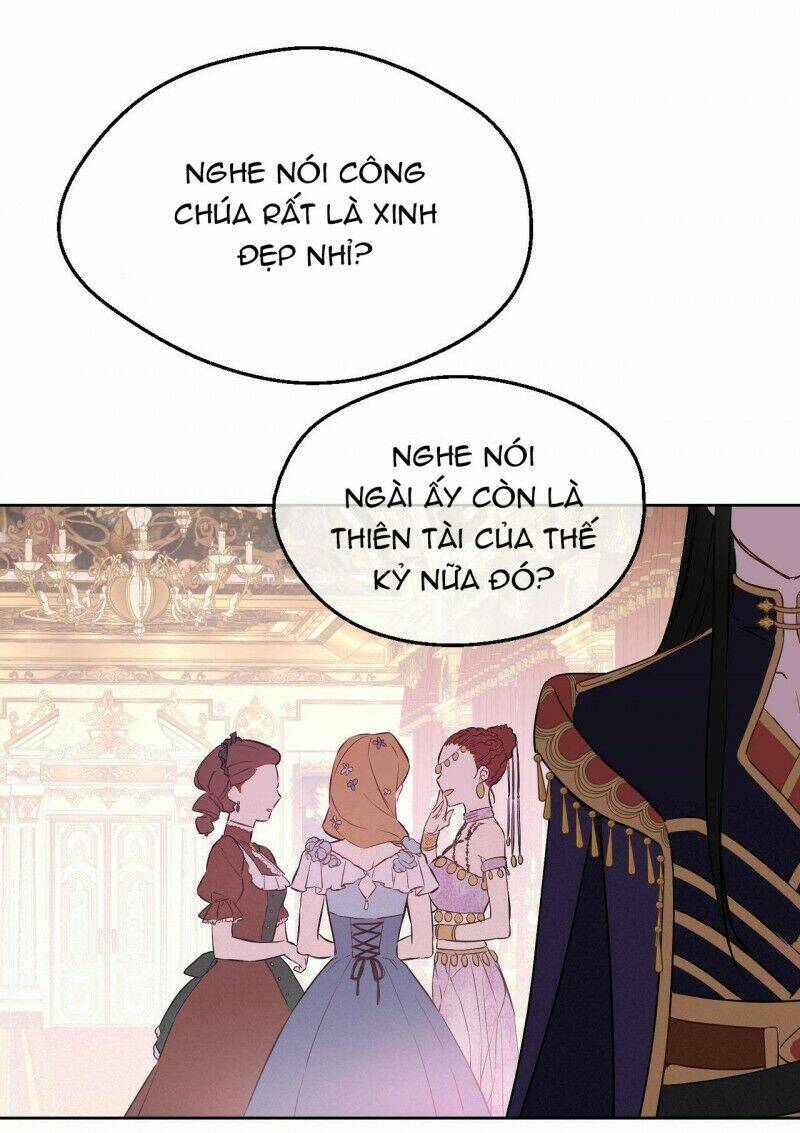 NGHE NÓI CÔNG
CHÚA RẤT LÀ XINH
ĐẸP NHỈ?
NGHE NÓI
NGÀI ẤY CÒN LÀ
THIÊN TÀI CỦA THẾ
KỶ NỮA ĐÓ?